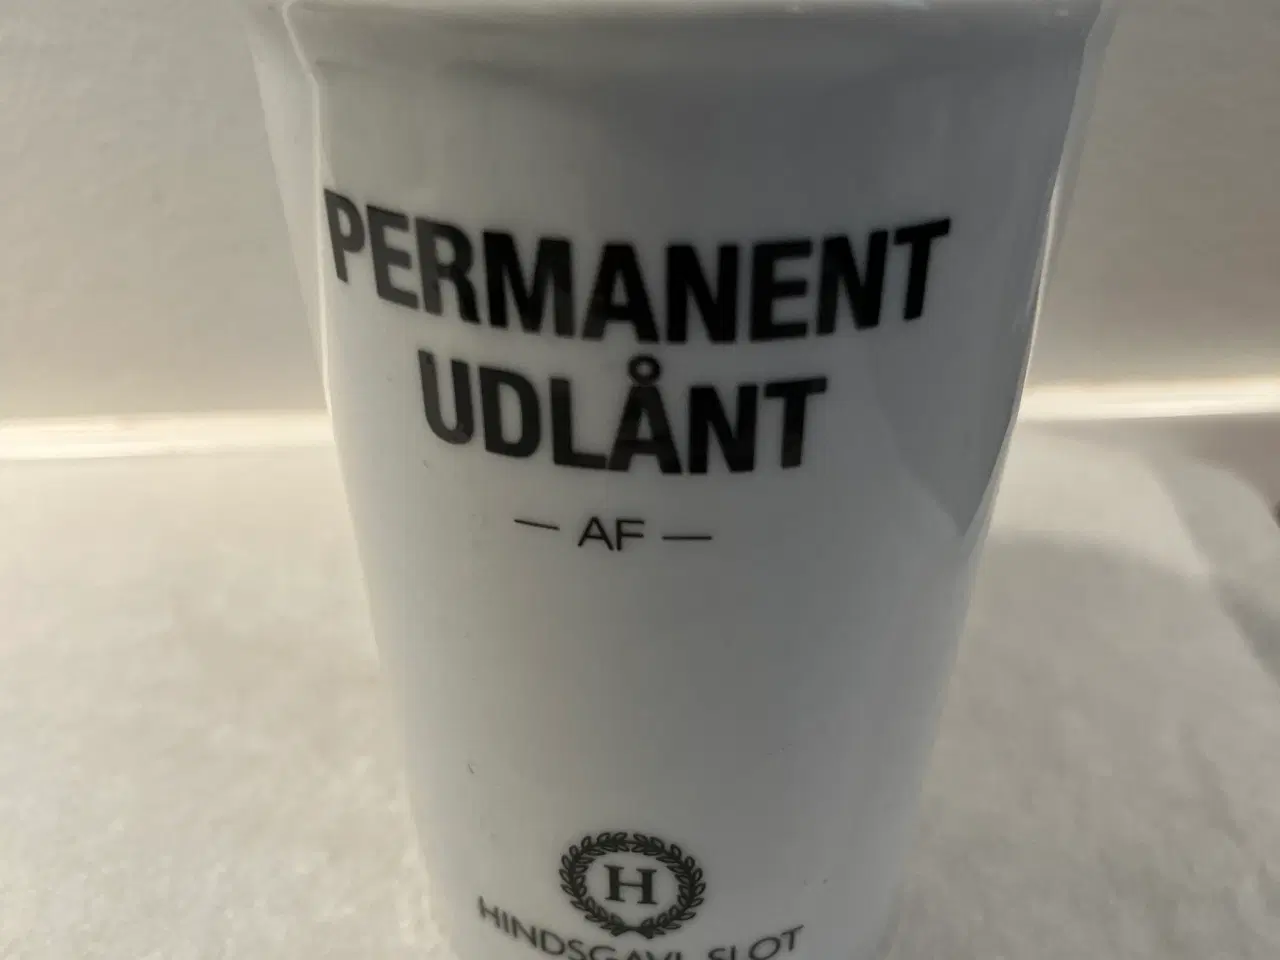 PERMANENT
UDLÅNT
— AF —
H
HINDSGAVL SLOT